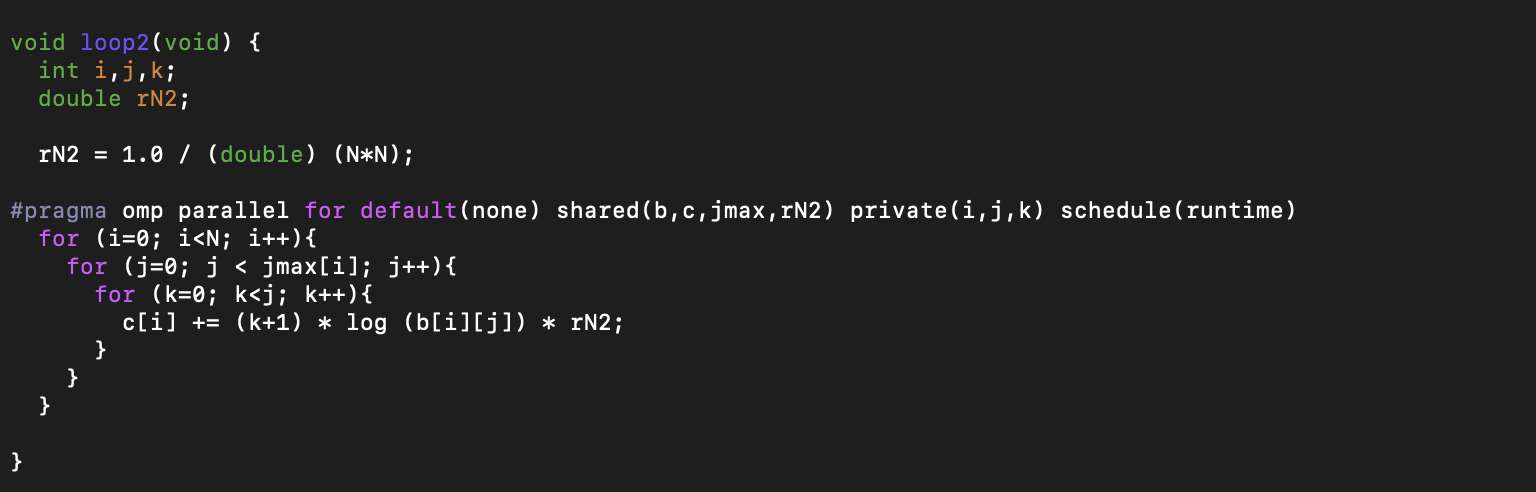 void loop2(void) {
  int i,j,k;
  double rN2;

  rN2 = 1.0 / (double) (N*N);

#pragma omp parallel for default(none) shared(b,c,jmax,rN2) private(i,j,k) schedule(runtime)
  for (i=0; i<N; i++){
    for (j=0; j < jmax[i]; j++){
      for (k=0; k<j; k++){
        c[i] += (k+1) * log (b[i][j]) * rN2;
      }
    }
  }

}